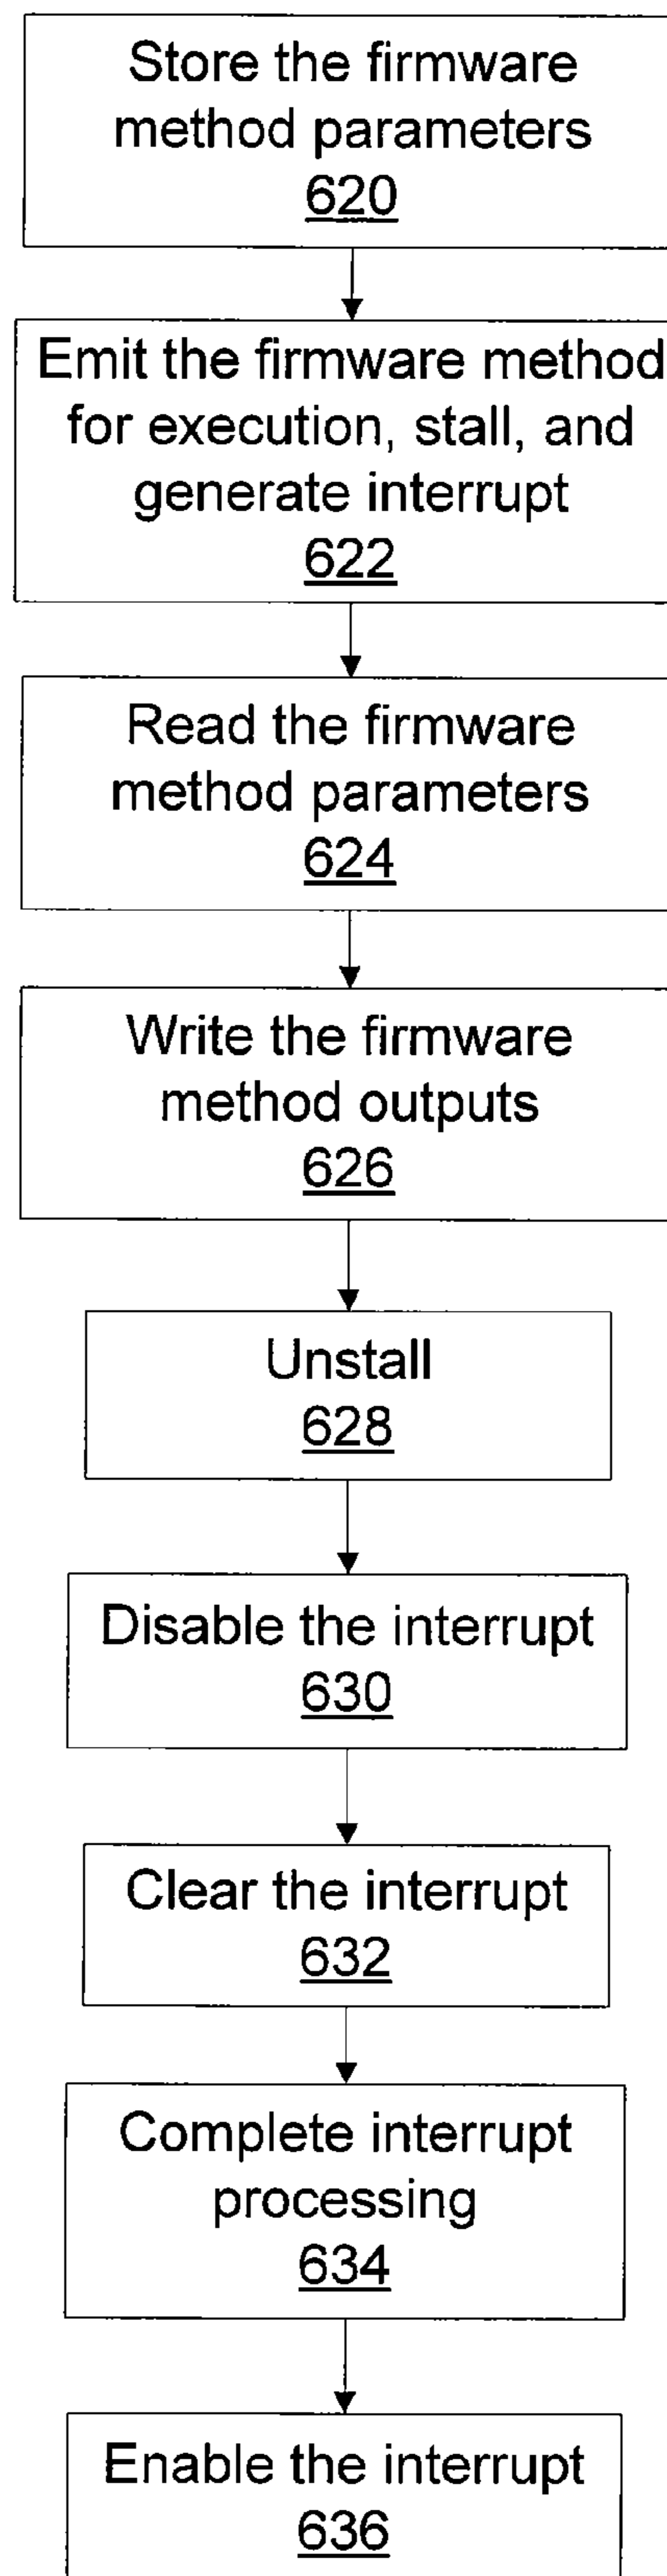 Store the firmware
method parameters
620
Emit the firmware method
for execution, stall, and
generate interrupt
622
Read the firmware
method parameters
624
Write the firmware
method outputs
626
Unstall
628
Disable the interrupt
630
Clear the interrupt
632
Complete interrupt
processing
634
Enable the interrupt
636